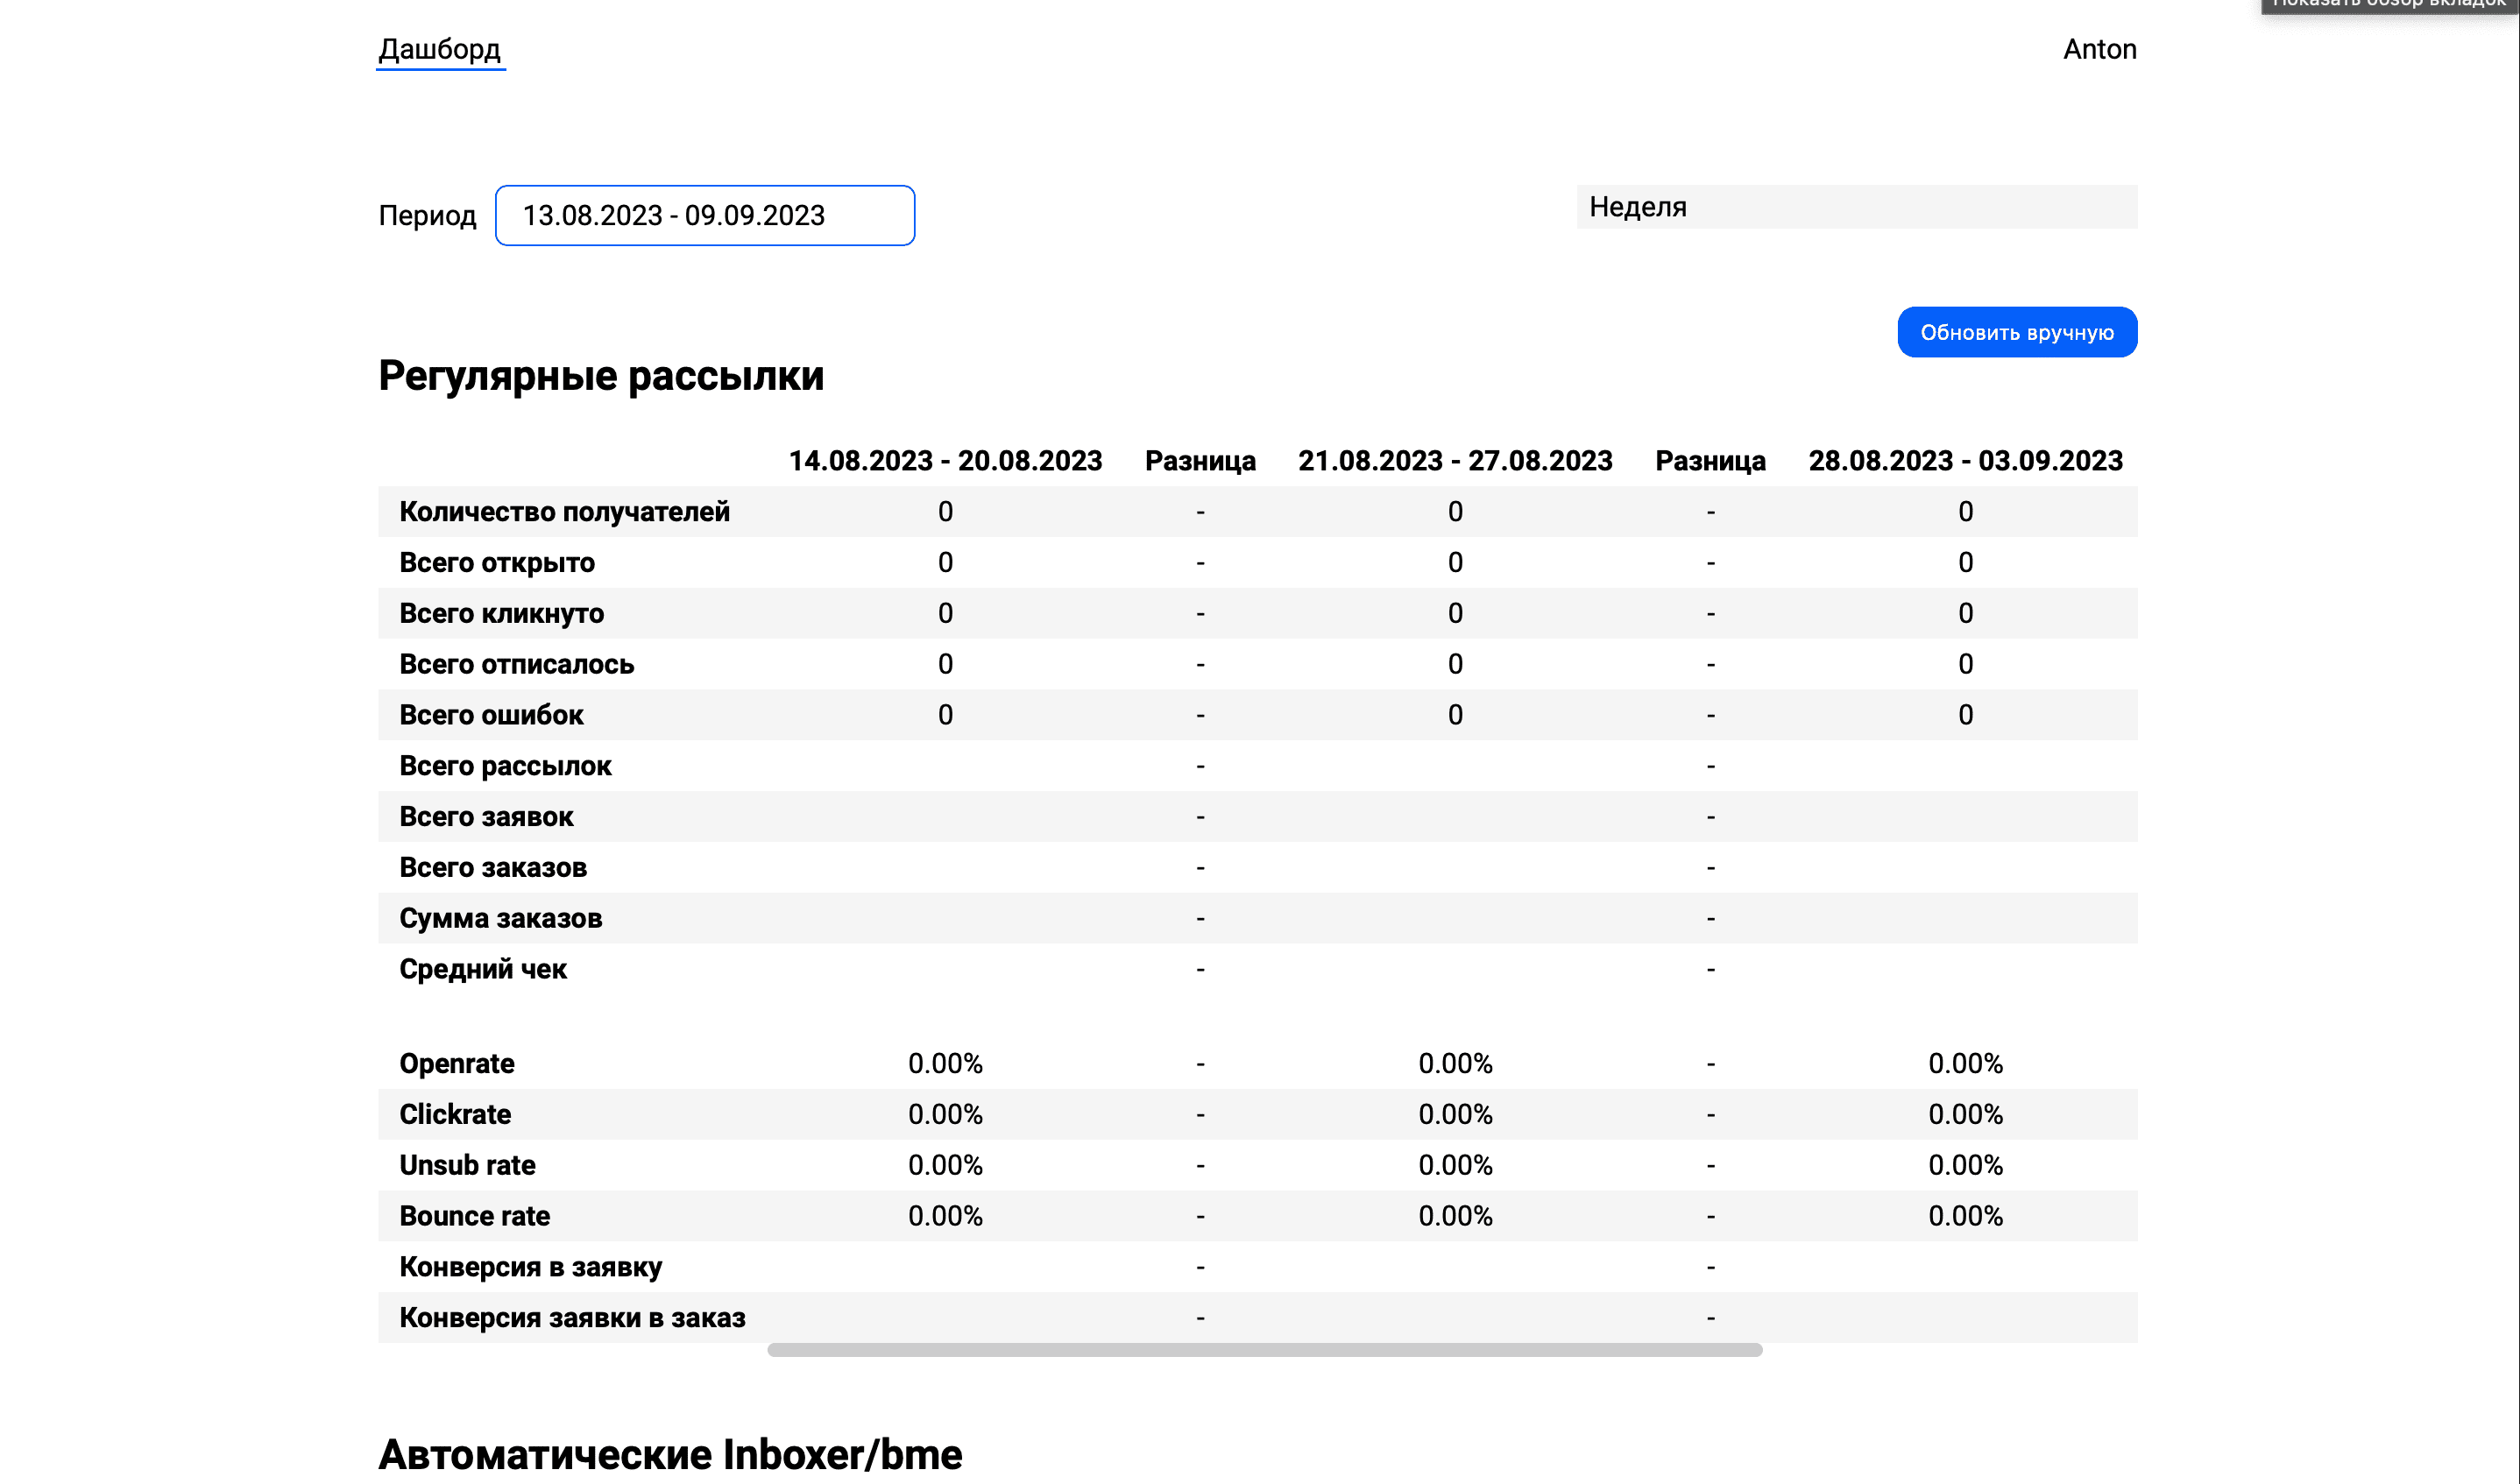 Показать обзор вкладок
Дашборд Anton
Период 13.08.2023 - 09.09.2023 Неделя
Обновить вручную
Регулярные рассылки
14.08.2023 - 20.08.2023 Разница 21.08.2023 - 27.08.2023 Разница 28.08.2023 - 03.09.2023
Количество получателей 0 - 0 - 0
Всего открыто 0 - 0 - 0
Всего кликнуто 0 - 0 - 0
Всего отписалось 0 - 0 - 0
Всего ошибок 0 - 0 - 0
Всего рассылок - -
Всего заявок - -
Всего заказов - -
Сумма заказов - -
Средний чек - -
Openrate 0.00% - 0.00% - 0.00%
Clickrate 0.00% - 0.00% - 0.00%
Unsub rate 0.00% - 0.00% - 0.00%
Bounce rate 0.00% - 0.00% - 0.00%
Конверсия в заявку - -
Конверсия заявки в заказ - -
Автоматические Inboxer/bme